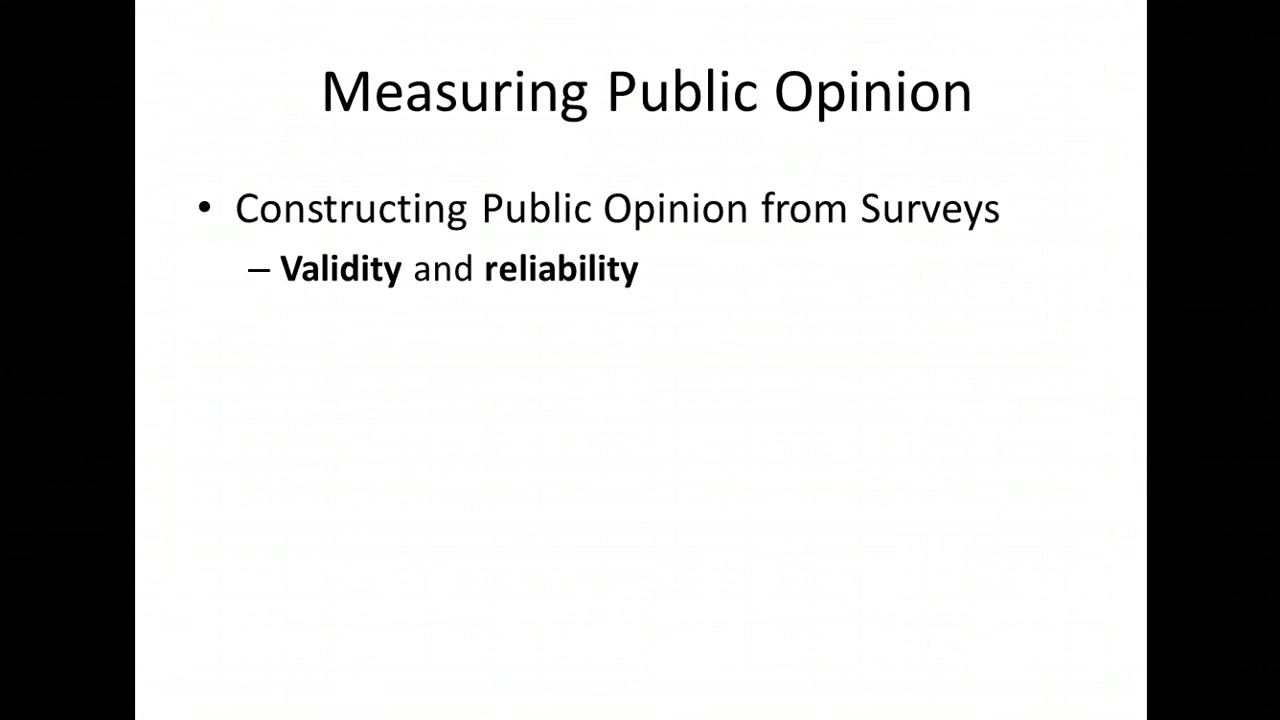 Measuring Public Opinion
• Constructing Public Opinion from Surveys
– Validity and reliability